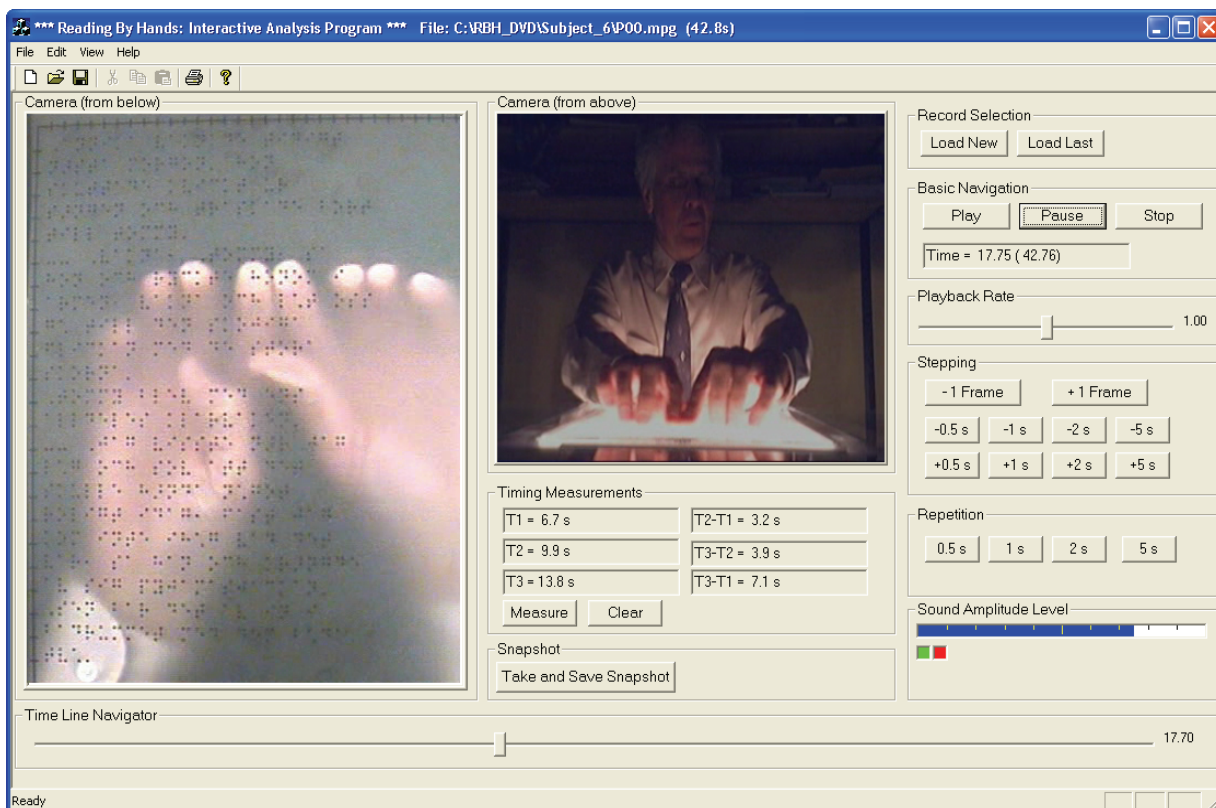 *** Reading By Hands: Interactive Analysis Program *** File: C:\RBH_DVD\Subject_6\P00.mpg (42.8s)
File Edit View Help
Camera (from below)
Camera (from above)
Record Selection
Load New Load Last
Basic Navigation
Play Pause Stop
Time = 17.75 ( 42.76)
Playback Rate
1.00
Stepping
-1 Frame +1 Frame
-0.5 s -1 s -2 s -5 s
+0.5 s +1 s +2 s +5 s
Timing Measurements
T1 = 6.7 s T2-T1 = 3.2 s
T2 = 9.9 s T3-T2 = 3.9 s
T3 = 13.8 s T3-T1 = 7.1 s
Measure Clear
Repetition
0.5 s 1 s 2 s 5 s
Sound Amplitude Level
Snapshot
Take and Save Snapshot
Time Line Navigator
17.70
Ready